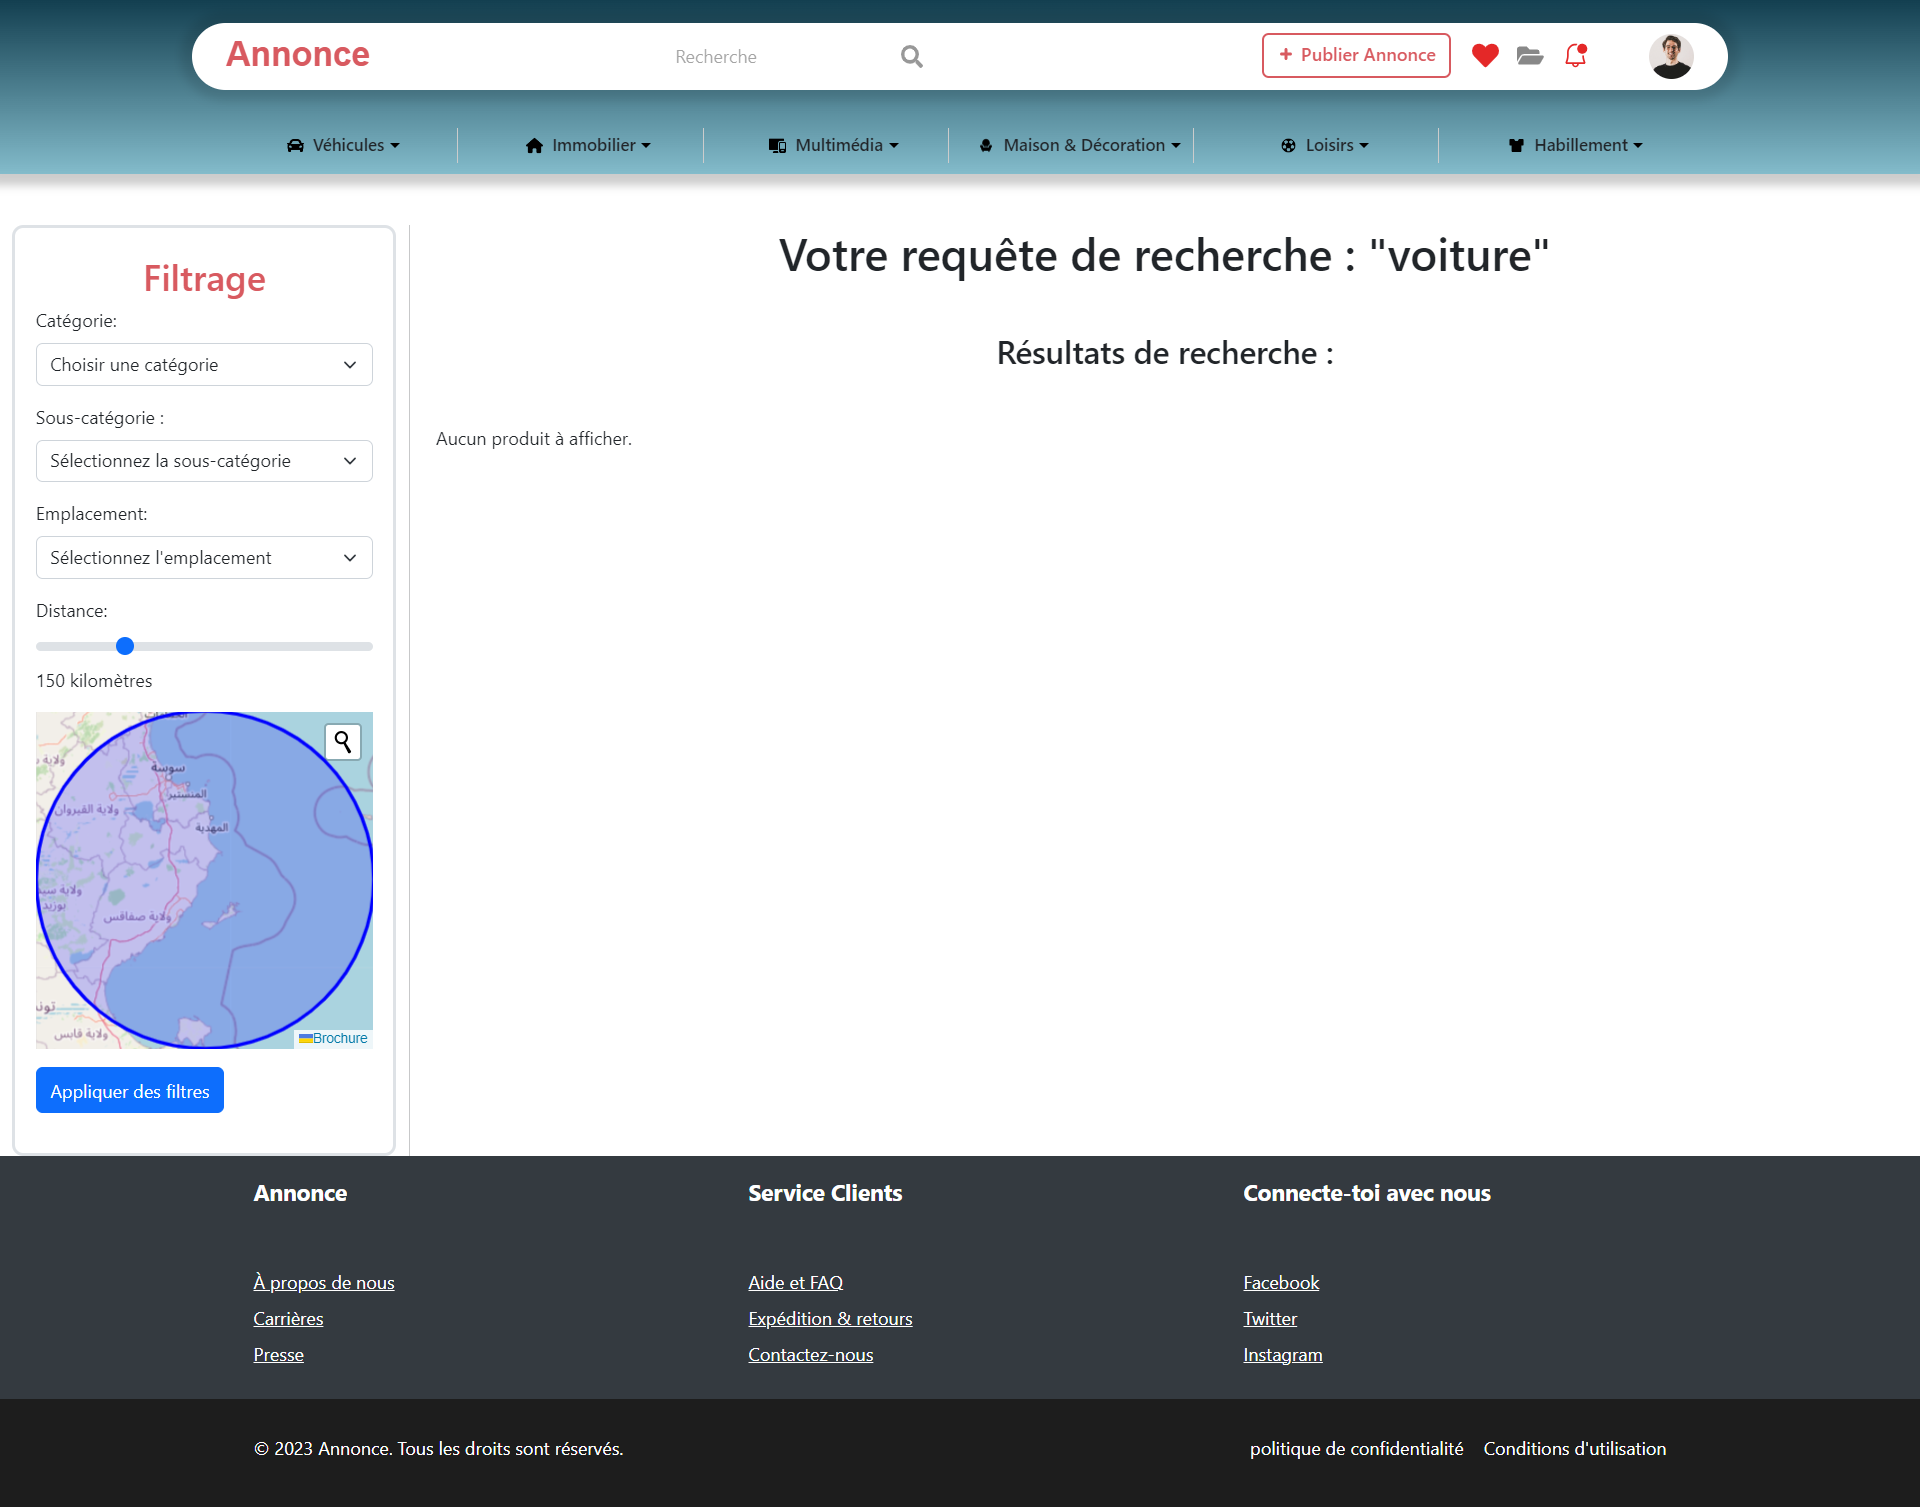 Annonce
Recherche
Publier Annonce
Véhicules
Immobilier
Multimédia
Maison & Décoration
Loisirs
Habillement
Filtrage
Catégorie:
Choisir une catégorie
Sous-catégorie :
Sélectionnez la sous-catégorie
Emplacement:
Sélectionnez l'emplacement
Distance:
150 kilomètres
سوسة
المنستير
ولاية القيروان
المهدية
ولاية صفاقس
ولاية قابس
Brochure
Appliquer des filtres
Votre requête de recherche : "voiture"
Résultats de recherche :
Aucun produit à afficher.
Annonce
À propos de nous
Carrières
Presse
Service Clients
Aide et FAQ
Expédition & retours
Contactez-nous
Connecte-toi avec nous
Facebook
Twitter
Instagram
© 2023 Annonce. Tous les droits sont réservés.
politique de confidentialité
Conditions d'utilisation